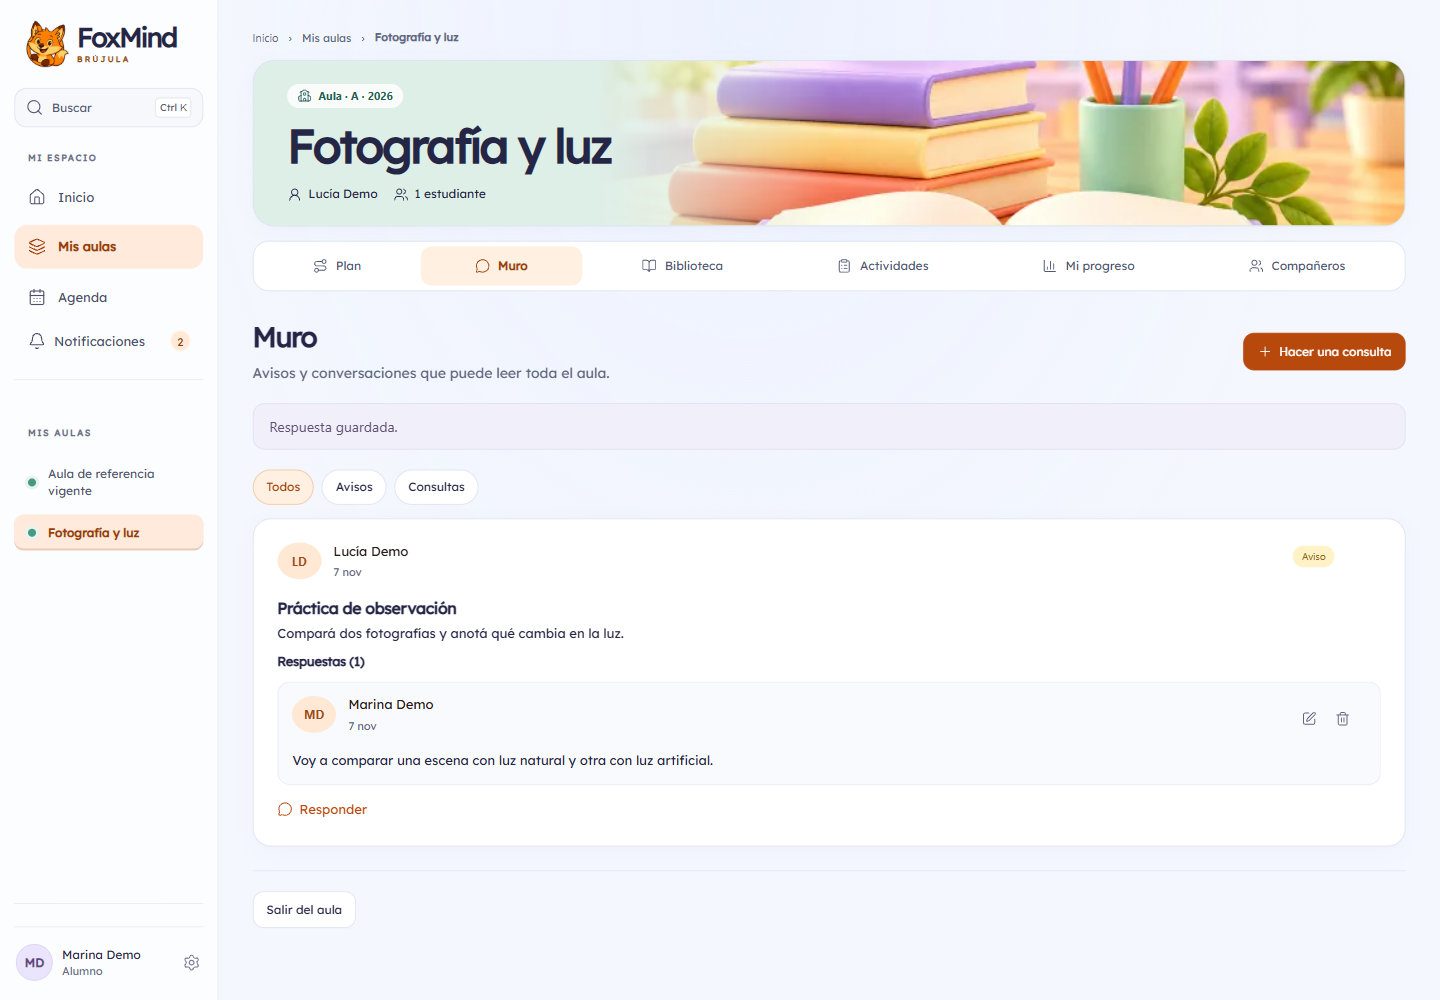 FoxMind
BRÚJULA
Buscar
Ctrl K
MI ESPACIO
Inicio
Mis aulas
Agenda
Notificaciones
2
MIS AULAS
Aula de referencia
vigente
Fotografía y luz
MD
Marina Demo
Alumno
Inicio › Mis aulas › Fotografía y luz
Aula · A · 2026
Fotografía y luz
Lucía Demo
1 estudiante
Plan
Muro
Biblioteca
Actividades
Mi progreso
Compañeros
Muro
Avisos y conversaciones que puede leer toda el aula.
+ Hacer una consulta
Respuesta guardada.
Todos
Avisos
Consultas
LD
Lucía Demo
7 nov
Aviso
Práctica de observación
Compará dos fotografías y anotá qué cambia en la luz.
Respuestas (1)
MD
Marina Demo
7 nov
Voy a comparar una escena con luz natural y otra con luz artificial.
Responder
Salir del aula